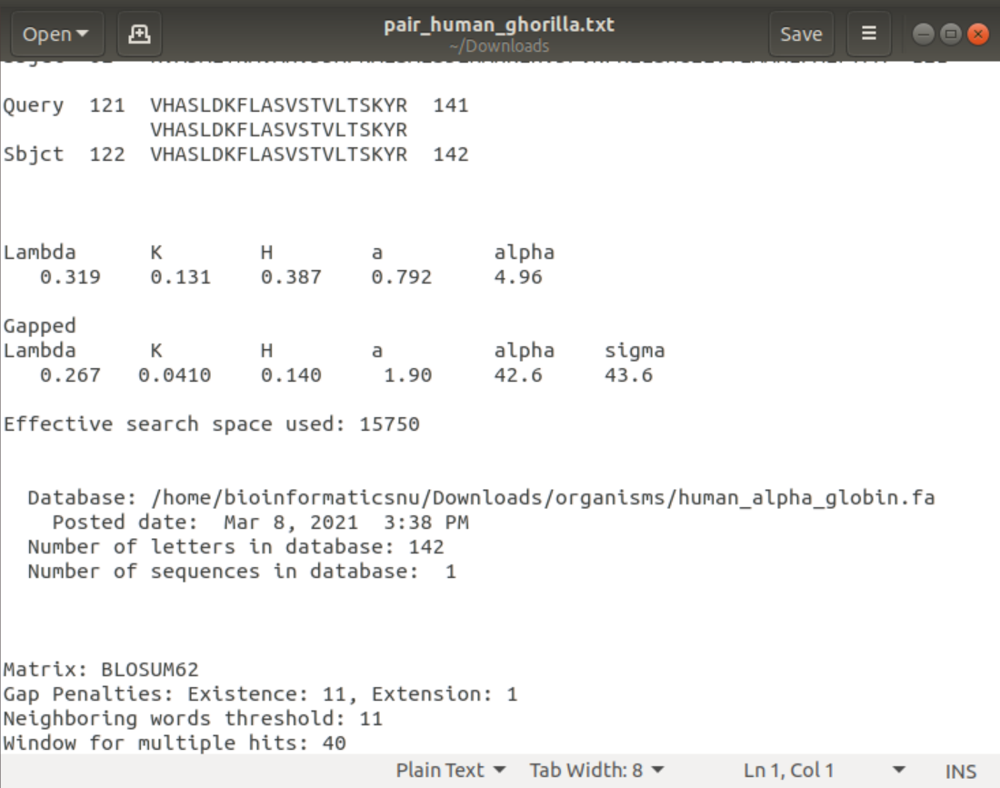 Open
pair_human_ghorilla.txt
~/Downloads
Save
Query  121  VHASLDKFLASVSTVLTSKYR  141
            VHASLDKFLASVSTVLTSKYR
Sbjct  122  VHASLDKFLASVSTVLTSKYR  142
Lambda      K        H        a         alpha
   0.319    0.131    0.387    0.792     4.96
Gapped
Lambda      K        H        a         alpha    sigma
   0.267   0.0410    0.140     1.90     42.6     43.6
Effective search space used: 15750
  Database: /home/bioinformaticsnu/Downloads/organisms/human_alpha_globin.fa
    Posted date:  Mar 8, 2021  3:38 PM
  Number of letters in database: 142
  Number of sequences in database:  1
Matrix: BLOSUM62
Gap Penalties: Existence: 11, Extension: 1
Neighboring words threshold: 11
Window for multiple hits: 40
Plain Text Tab Width: 8 Ln 1, Col 1 INS